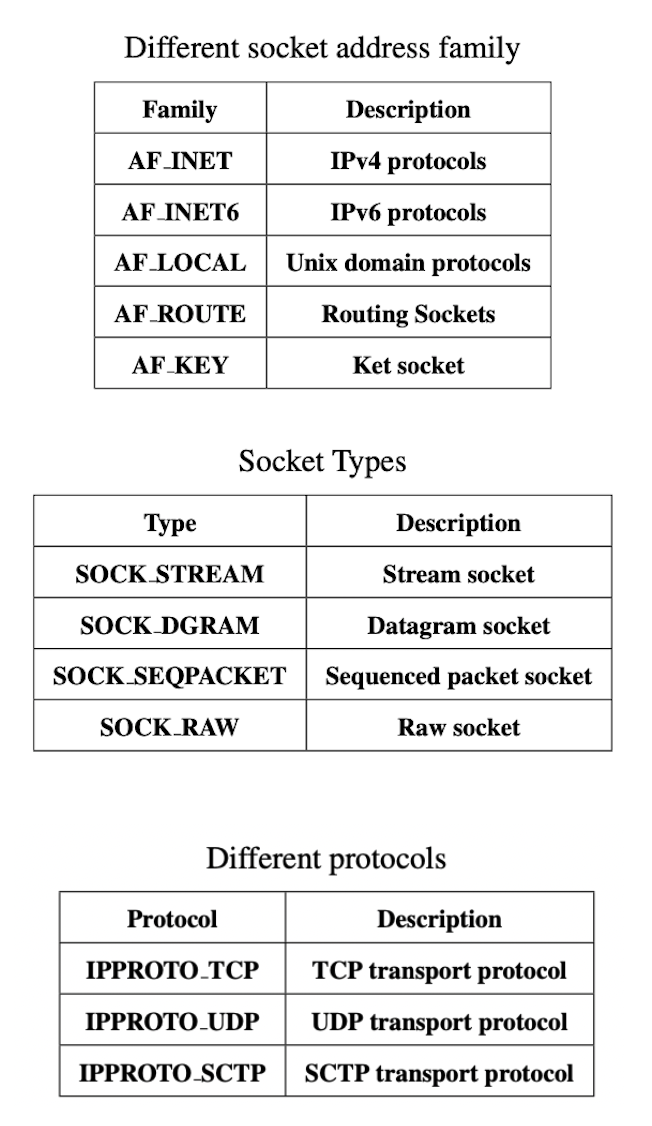 Different socket address family
Family Description
AF_INET IPv4 protocols
AF_INET6 IPv6 protocols
AF_LOCAL Unix domain protocols
AF_ROUTE Routing Sockets
AF_KEY Ket socket
Socket Types
Type Description
SOCK_STREAM Stream socket
SOCK_DGRAM Datagram socket
SOCK_SEQPACKET Sequenced packet socket
SOCK_RAW Raw socket
Different protocols
Protocol Description
IPPROTO_TCP TCP transport protocol
IPPROTO_UDP UDP transport protocol
IPPROTO_SCTP SCTP transport protocol